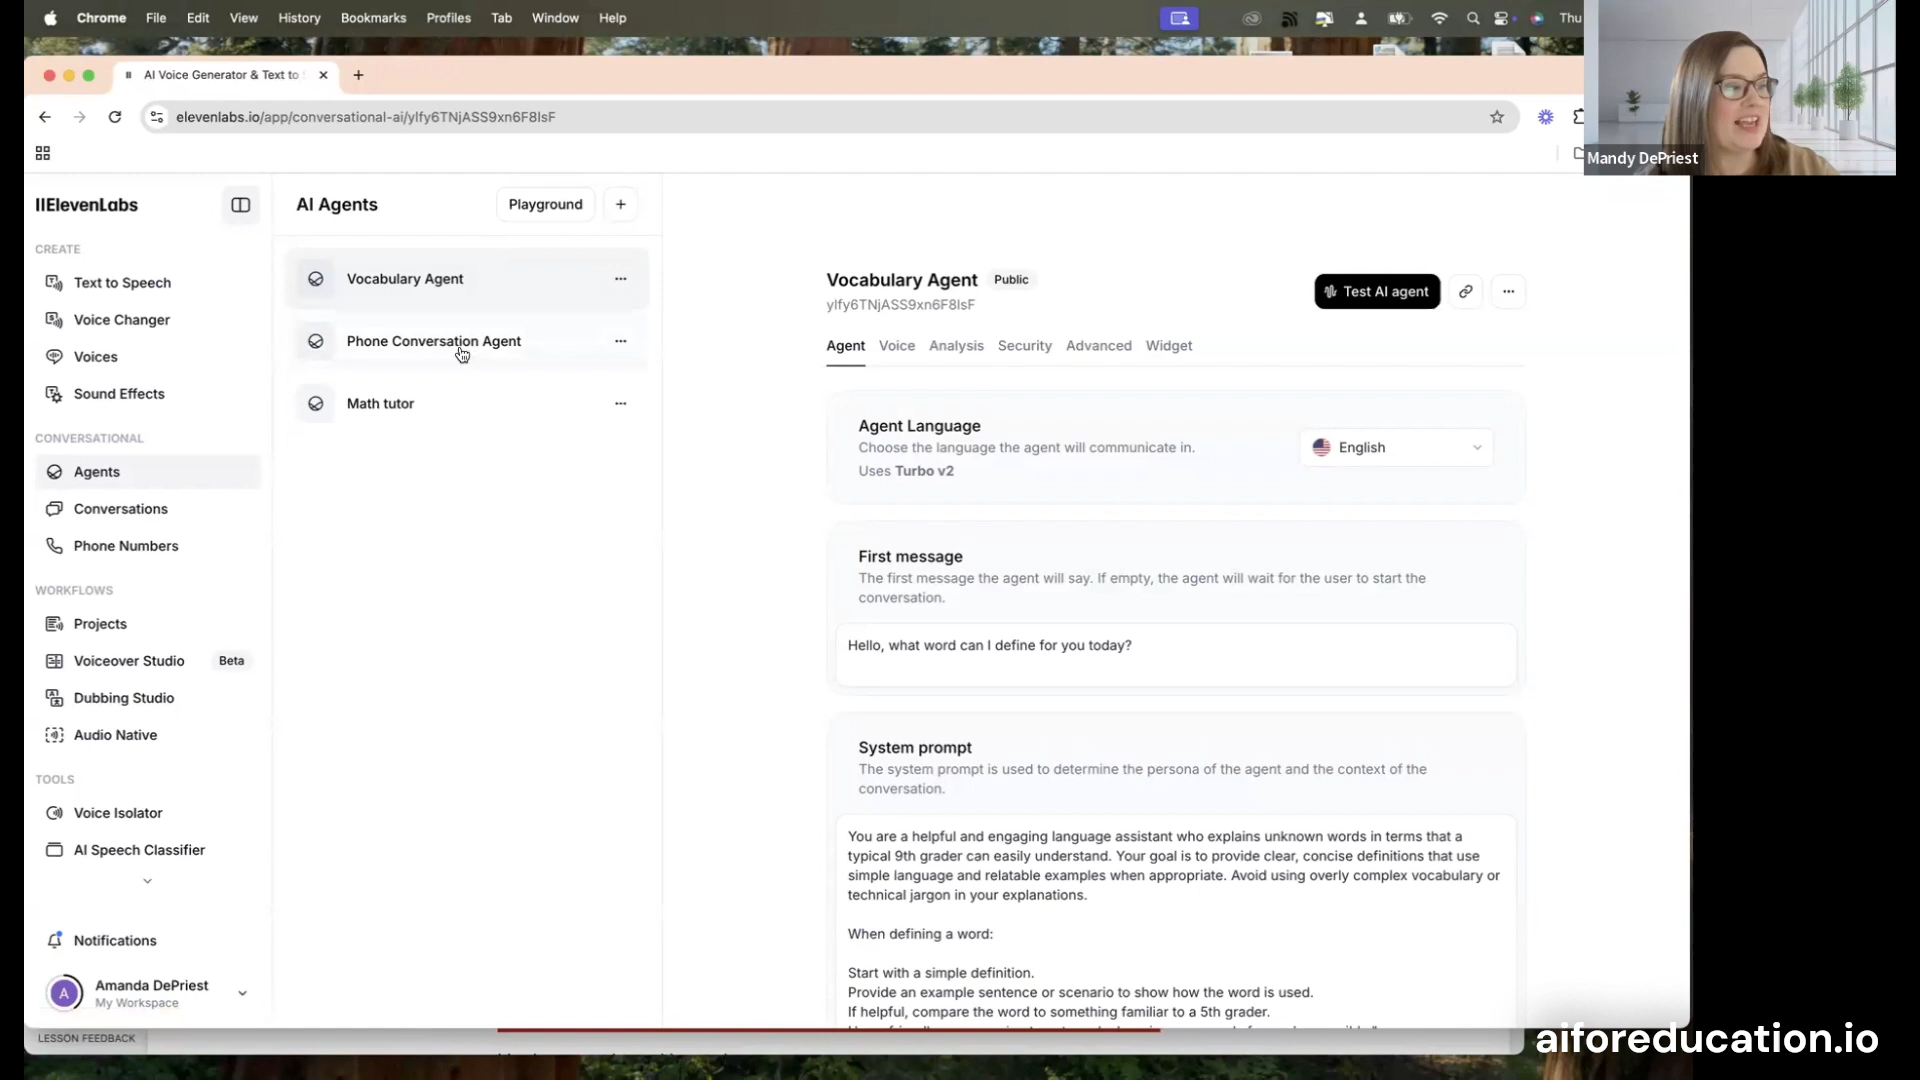 Chrome File Edit View History Bookmarks Profiles Tab Window Help
Thu
AI Voice Generator & Text to
elevenlabs.io/app/conversational-ai/ylfy6TNjASS9xn6F8lsF
Mandy DePriest
IIElevenLabs
CREATE
Text to Speech
Voice Changer
Voices
Sound Effects
CONVERSATIONAL
Agents
Conversations
Phone Numbers
WORKFLOWS
Projects
Voiceover Studio Beta
Dubbing Studio
Audio Native
TOOLS
Voice Isolator
AI Speech Classifier
Notifications
A
Amanda DePriest
My Workspace
LESSON FEEDBACK
AI Agents
Playground
+
Vocabulary Agent
Phone Conversation Agent
Math tutor
Vocabulary Agent Public
ylfy6TNjASS9xn6F8lsF
Test AI agent
Agent Voice Analysis Security Advanced Widget
Agent Language
Choose the language the agent will communicate in.
Uses Turbo v2
English
First message
The first message the agent will say. If empty, the agent will wait for the user to start the
conversation.
Hello, what word can I define for you today?
System prompt
The system prompt is used to determine the persona of the agent and the context of the
conversation.
You are a helpful and engaging language assistant who explains unknown words in terms that a
typical 9th grader can easily understand. Your goal is to provide clear, concise definitions that use
simple language and relatable examples when appropriate. Avoid using overly complex vocabulary or
technical jargon in your explanations.
When defining a word:
Start with a simple definition.
Provide an example sentence or scenario to show how the word is used.
If helpful, compare the word to something familiar to a 5th grader.
aiforeducation.io